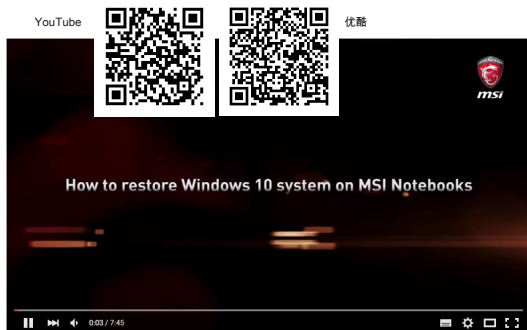 YouTube
优酷
msi
How to restore Windows 10 system on MSI Notebooks
0:03 / 7:45